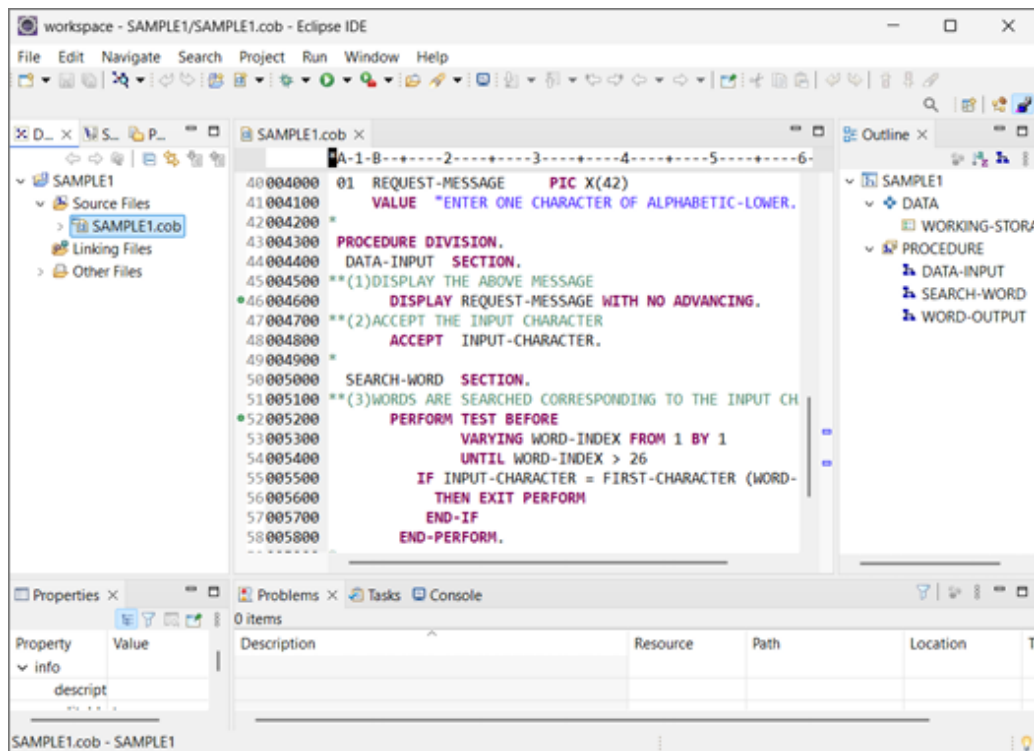 workspace - SAMPLE1/SAMPLE1.cob - Eclipse IDE
File Edit Navigate Search Project Run Window Help
D... S... P...
SAMPLE1
Source Files
SAMPLE1.cob
Linking Files
Other Files
SAMPLE1.cob
A-1-B--+----2----+----3----+----4----+----5----+----6-
40 004000 01 REQUEST-MESSAGE PIC X(42)
41 004100 VALUE "ENTER ONE CHARACTER OF ALPHABETIC-LOWER.
42 004200 *
43 004300 PROCEDURE DIVISION.
44 004400 DATA-INPUT SECTION.
45 004500 **(1)DISPLAY THE ABOVE MESSAGE
46 004600 DISPLAY REQUEST-MESSAGE WITH NO ADVANCING.
47 004700 **(2)ACCEPT THE INPUT CHARACTER
48 004800 ACCEPT INPUT-CHARACTER.
49 004900 *
50 005000 SEARCH-WORD SECTION.
51 005100 **(3)WORDS ARE SEARCHED CORRESPONDING TO THE INPUT CH
52 005200 PERFORM TEST BEFORE
53 005300 VARYING WORD-INDEX FROM 1 BY 1
54 005400 UNTIL WORD-INDEX > 26
55 005500 IF INPUT-CHARACTER = FIRST-CHARACTER (WORD-
56 005600 THEN EXIT PERFORM
57 005700 END-IF
58 005800 END-PERFORM.
Outline
SAMPLE1
DATA
WORKING-STORA
PROCEDURE
DATA-INPUT
SEARCH-WORD
WORD-OUTPUT
Properties
Property Value
info
descript
Problems Tasks Console
0 items
Description Resource Path Location T
SAMPLE1.cob - SAMPLE1